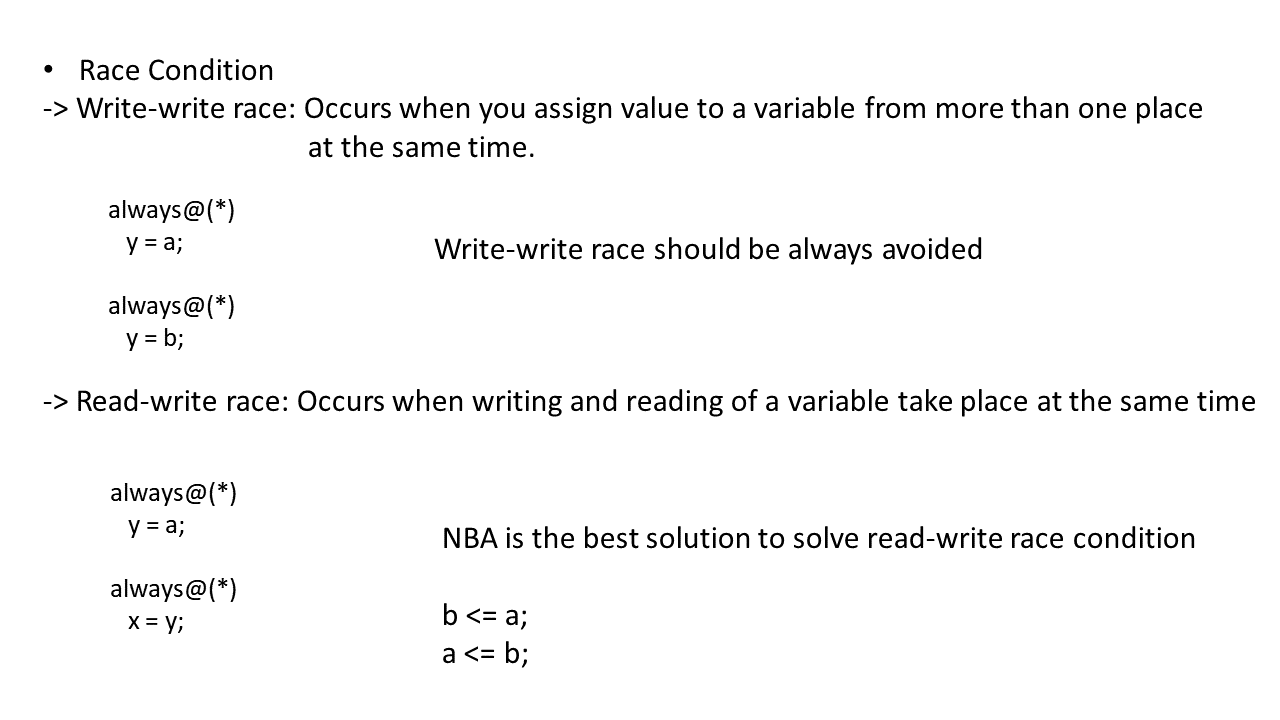 • Race Condition
-> Write-write race: Occurs when you assign value to a variable from more than one place
at the same time.
always@(*)
y = a;
Write-write race should be always avoided
always@(*)
y = b;
-> Read-write race: Occurs when writing and reading of a variable take place at the same time
always@(*)
y = a;
NBA is the best solution to solve read-write race condition
always@(*)
x = y;
b <= a;
a <= b;